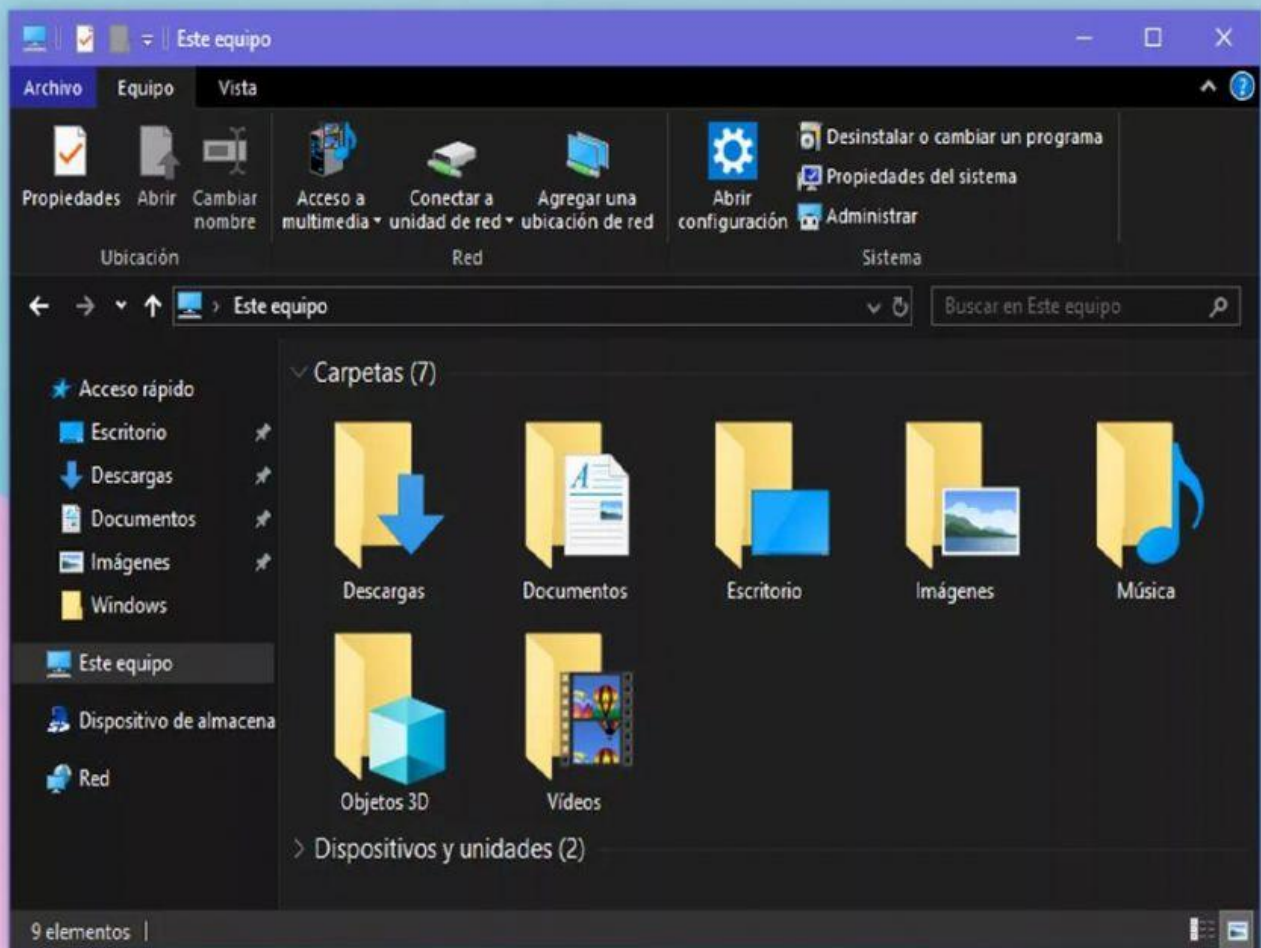 Este equipo
Archivo Equipo Vista
Propiedades Abrir Cambiar nombre
Acceso a multimedia Conectar a unidad de red Agregar una ubicación de red
Abrir configuración
Desinstalar o cambiar un programa
Propiedades del sistema
Administrar
Ubicación Red Sistema
Este equipo
Buscar en Este equipo
Acceso rápido
Escritorio
Descargas
Documentos
Imágenes
Windows
Este equipo
Dispositivo de almacena
Red
Carpetas (7)
Descargas Documentos Escritorio Imágenes Música
Objetos 3D Vídeos
Dispositivos y unidades (2)
9 elementos